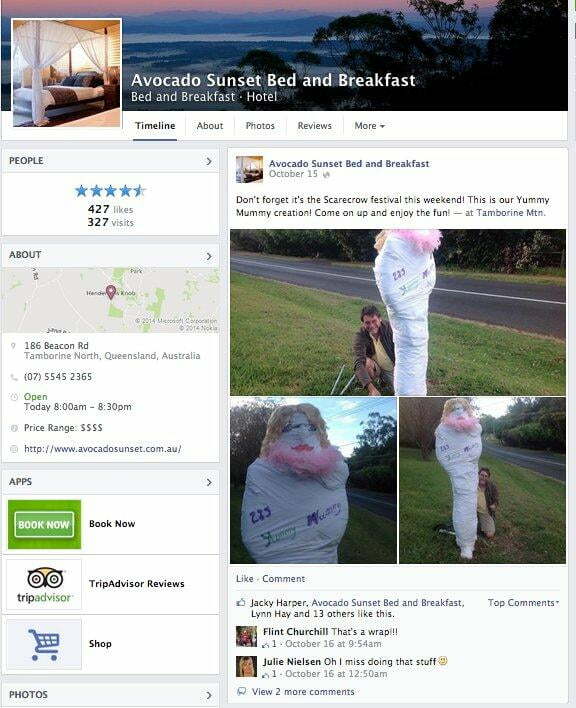 Avocado Sunset Bed and Breakfast
Bed and Breakfast · Hotel
Timeline About Photos Reviews More
PEOPLE
427 likes
327 visits
ABOUT
Park
© 2014 Microsoft Corporation
© 2014 Nokia
186 Beacon Rd
Tamborine North, Queensland, Australia
(07) 5545 2365
Open
Today 8:00am – 8:30pm
Price Range: $$$$
http://www.avocadosunset.com.au/
APPS
BOOK NOW
Book Now
tripadvisor
TripAdvisor Reviews
Shop
PHOTOS
Avocado Sunset Bed and Breakfast
October 15
Don't forget it's the Scarecrow festival this weekend! This is our Yummy
Mummy creation! Come on up and enjoy the fun! — at Tamborine Mtn.
Yummy
Mummy
Like · Comment
Jacky Harper, Avocado Sunset Bed and Breakfast,
Lynn Hay and 13 others like this.
Top Comments
Flint Churchill That's a wrap!!!
1 · October 16 at 9:54am
Julie Nielsen Oh I miss doing that stuff
1 · October 16 at 12:50am
View 2 more comments